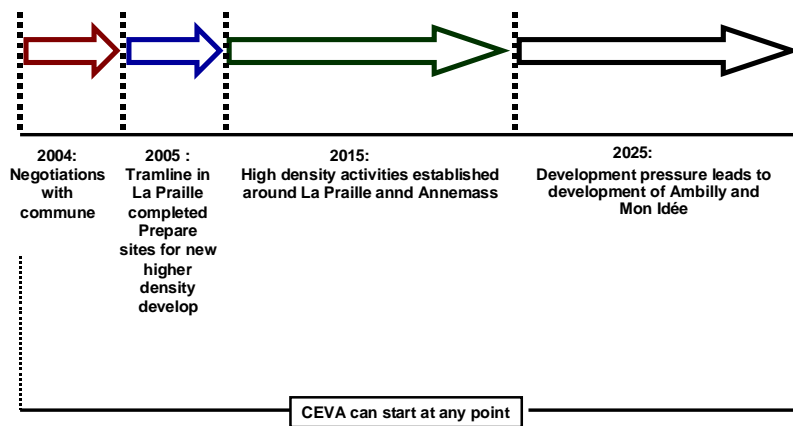 2004:
Negotiations
with
commune
2005 :
Tramline in
La Praille
completed
Prepare
sites for new
higher
density
develop
2015:
High density activities established
around La Praille annd Annemass
2025:
Development pressure leads to
development of Ambilly and
Mon Idée
CEVA can start at any point